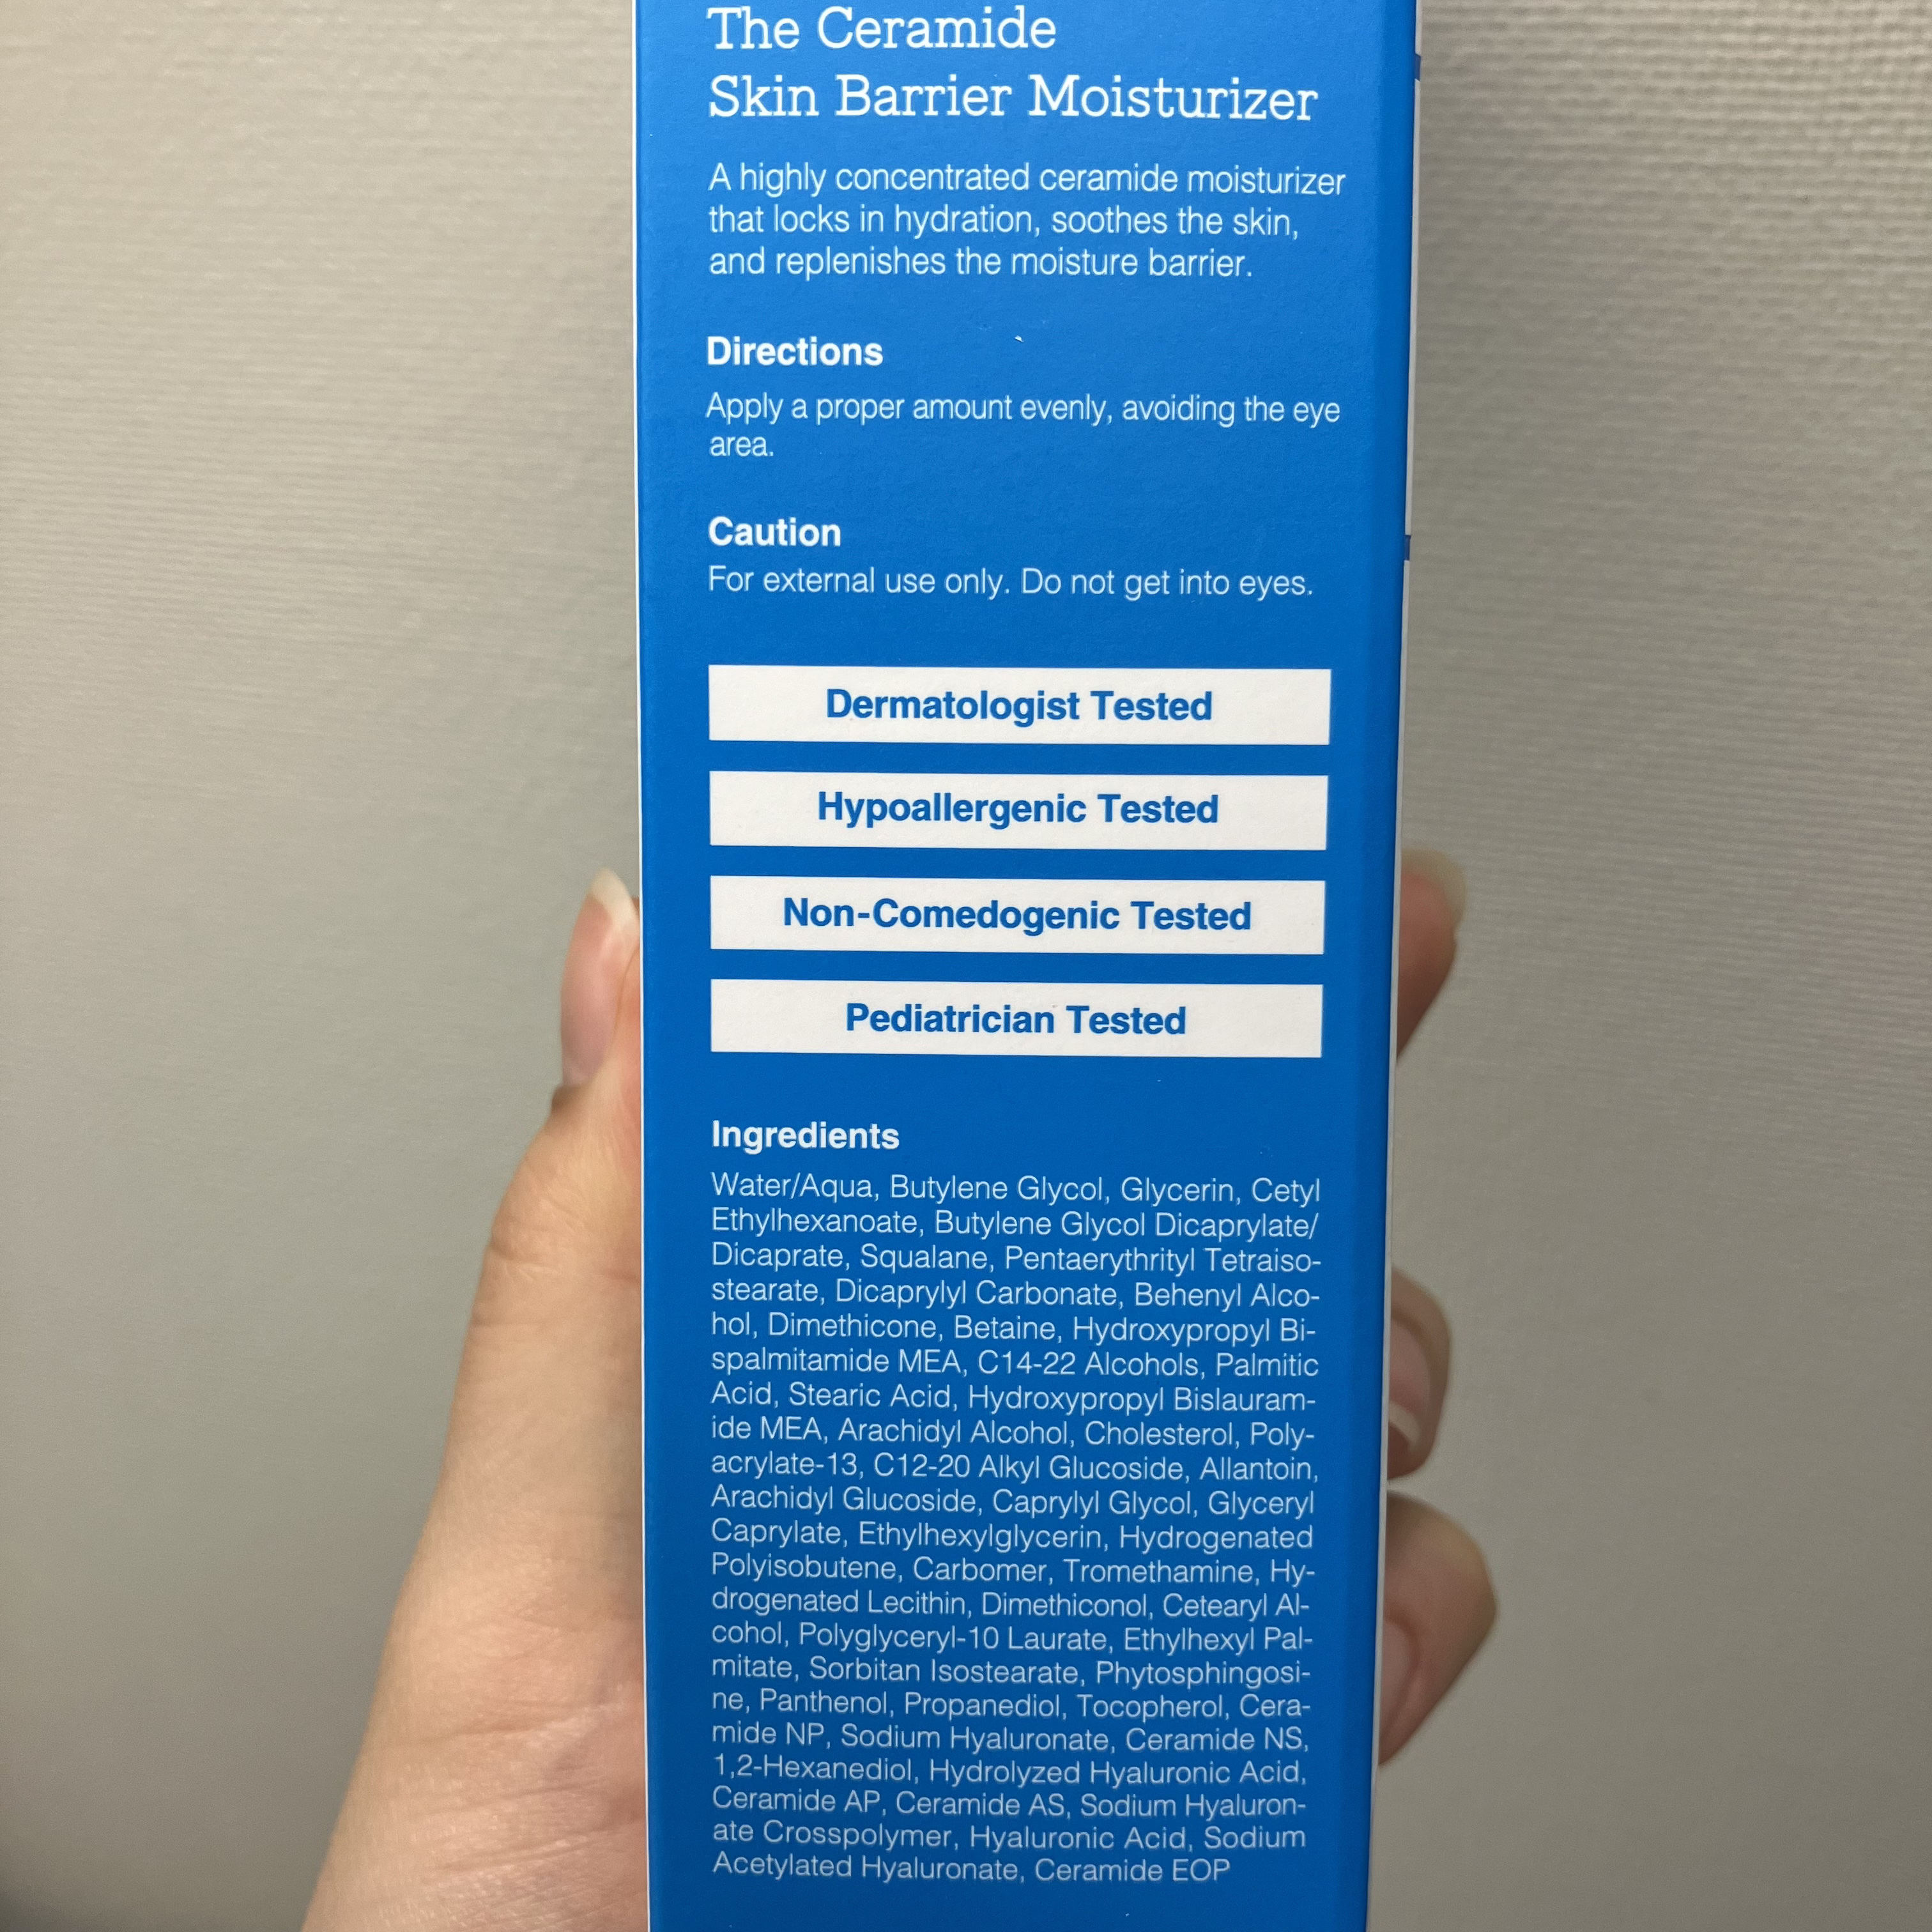 The Ceramide
Skin Barrier Moisturizer
A highly concentrated ceramide moisturizer
that locks in hydration, soothes the skin,
and replenishes the moisture barrier.
Directions
Apply a proper amount evenly, avoiding the eye
area.
Caution
For external use only. Do not get into eyes.
Dermatologist Tested
Hypoallergenic Tested
Non-Comedogenic Tested
Pediatrician Tested
Ingredients
Water/Aqua, Butylene Glycol, Glycerin, Cetyl
Ethylhexanoate, Butylene Glycol Dicaprylate/
Dicaprate, Squalane, Pentaerythrityl Tetraiso-
stearate, Dicaprylyl Carbonate, Behenyl Alco-
hol, Dimethicone, Betaine, Hydroxypropyl Bi-
spalmitamide MEA, C14-22 Alcohols, Palmitic
Acid, Stearic Acid, Hydroxypropyl Bislauram-
ide MEA, Arachidyl Alcohol, Cholesterol, Poly-
acrylate-13, C12-20 Alkyl Glucoside, Allantoin,
Arachidyl Glucoside, Caprylyl Glycol, Glyceryl
Caprylate, Ethylhexylglycerin, Hydrogenated
Polyisobutene, Carbomer, Tromethamine, Hy-
drogenated Lecithin, Dimethiconol, Cetearyl Al-
cohol, Polyglyceryl-10 Laurate, Ethylhexyl Pal-
mitate, Sorbitan Isostearate, Phytosphingosi-
ne, Panthenol, Propanediol, Tocopherol, Cera-
mide NP, Sodium Hyaluronate, Ceramide NS,
1,2-Hexanediol, Hydrolyzed Hyaluronic Acid,
Ceramide AP, Ceramide AS, Sodium Hyaluron-
ate Crosspolymer, Hyaluronic Acid, Sodium
Acetylated Hyaluronate, Ceramide EOP